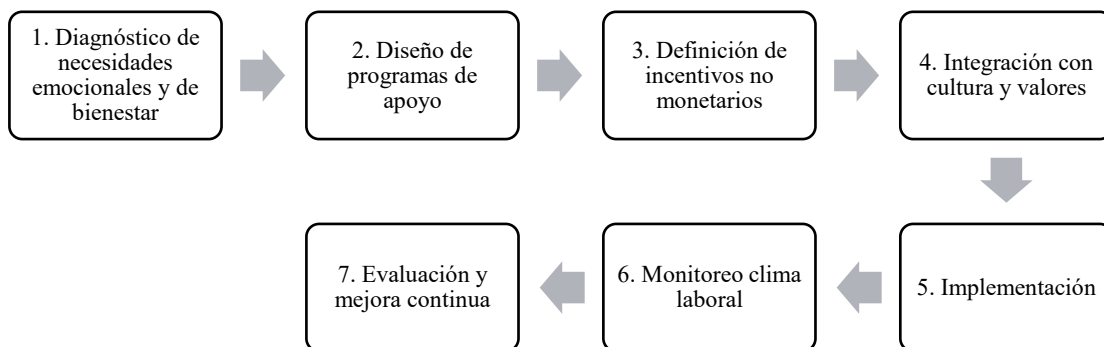 1. Diagnóstico de
necesidades
emocionales y de
bienestar
2. Diseño de
programas de
apoyo
3. Definición de
incentivos no
monetarios
4. Integración con
cultura y valores
5. Implementación
6. Monitoreo clima
laboral
7. Evaluación y
mejora continua